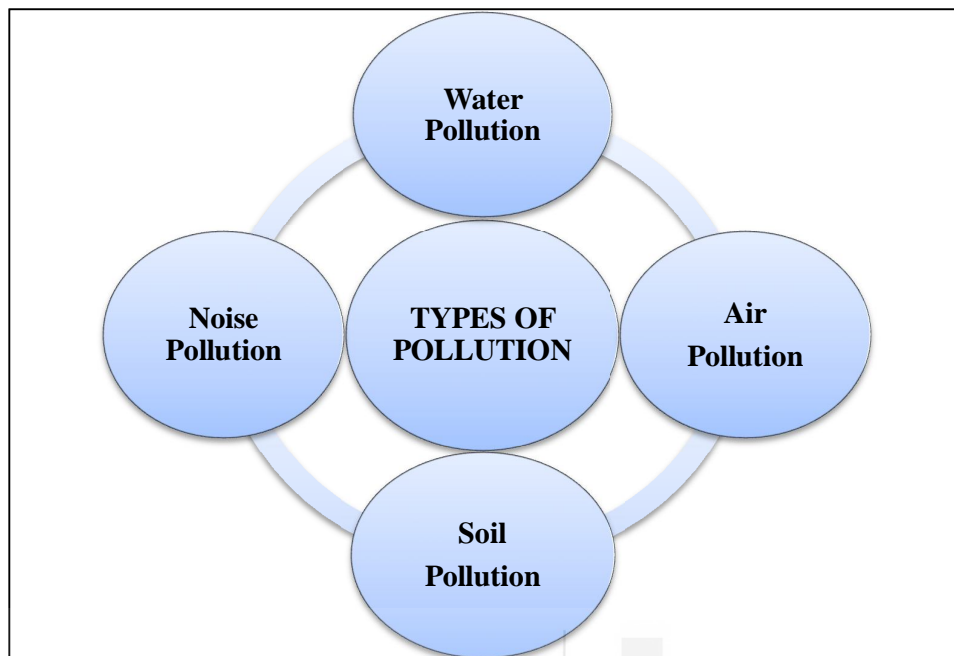 Water
Pollution
Noise
Pollution
TYPES OF
POLLUTION
Air
Pollution
Soil
Pollution